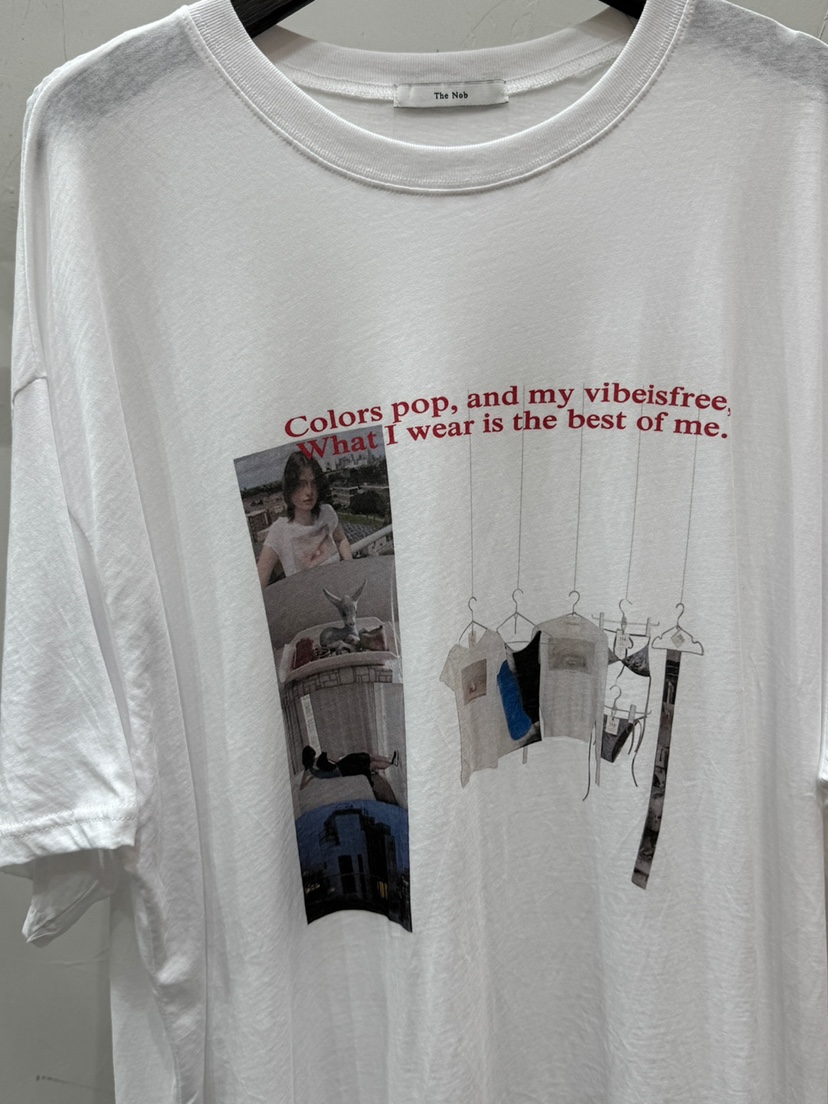 The Nob
Colors pop, and my vibeisfree,
What I wear is the best of me.